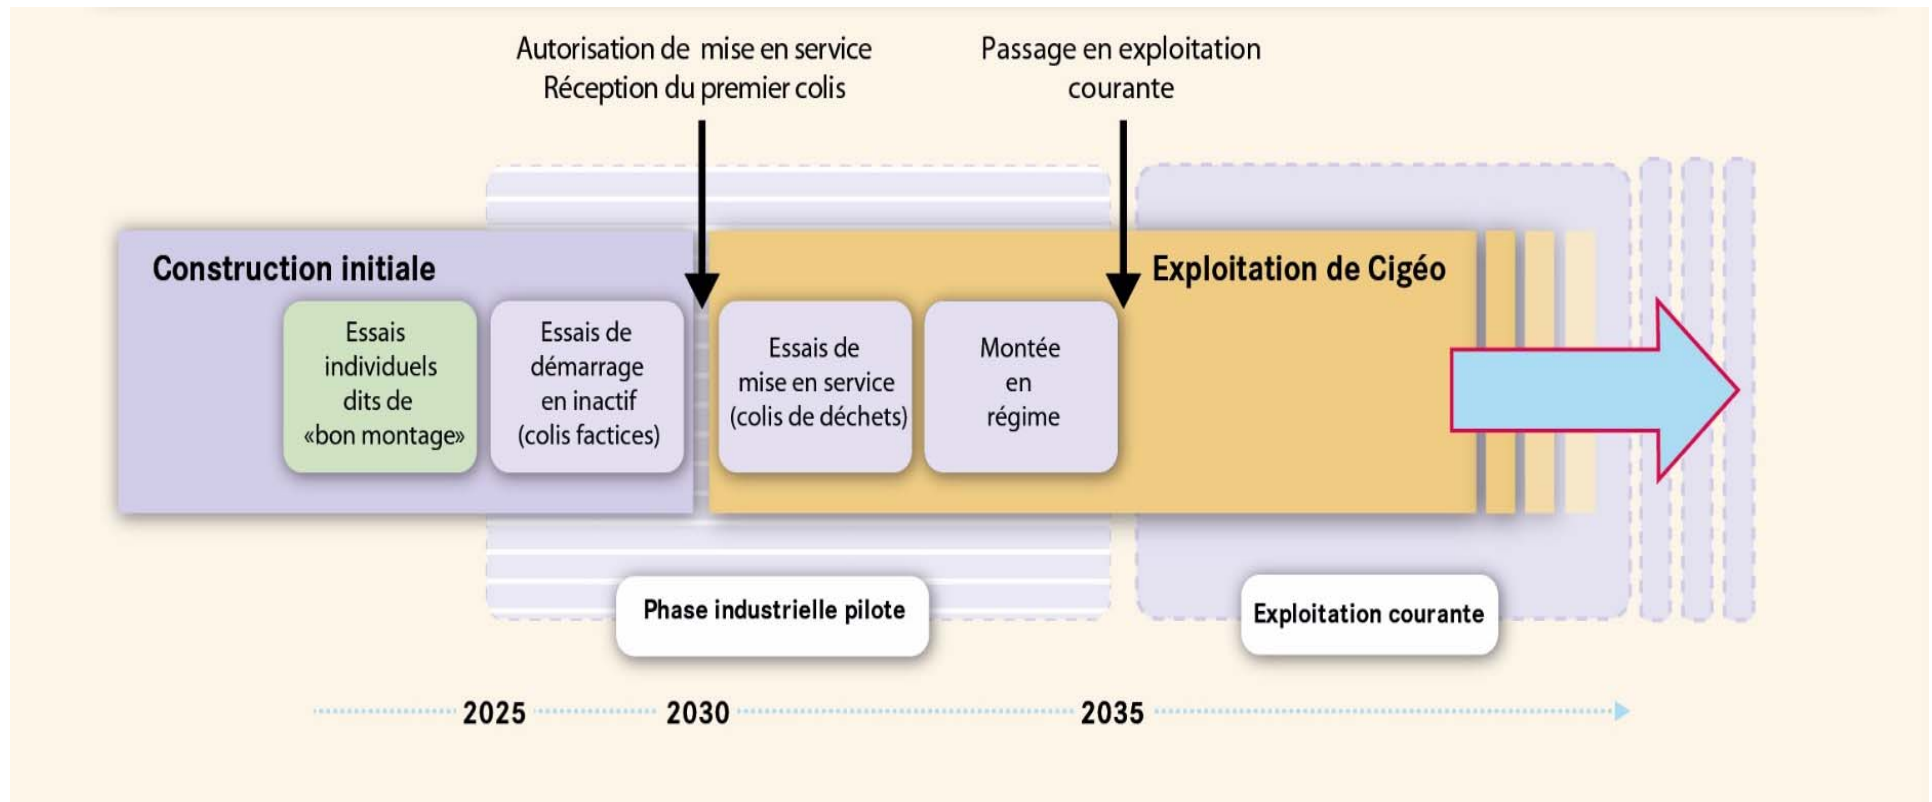 Autorisation de mise en service
Réception du premier colis
Passage en exploitation
courante
Construction initiale
Exploitation de Cigéo
Essais
individuels
dits de
«bon montage»
Essais de
démarrage
en inactif
(colis factices)
Essais de
mise en service
(colis de déchets)
Montée
en
régime
Phase industrielle pilote
Exploitation courante
2025
2030
2035